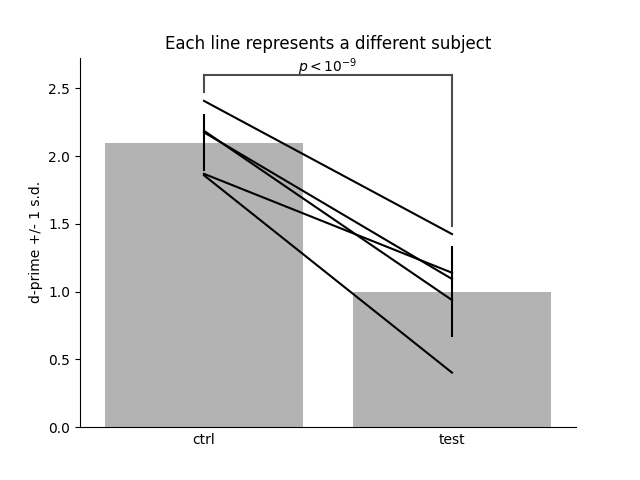 Each line represents a different subject
p < 10⁻⁹
d-prime +/- 1 s.d.
2.5
2.0
1.5
1.0
0.5
0.0
ctrl test